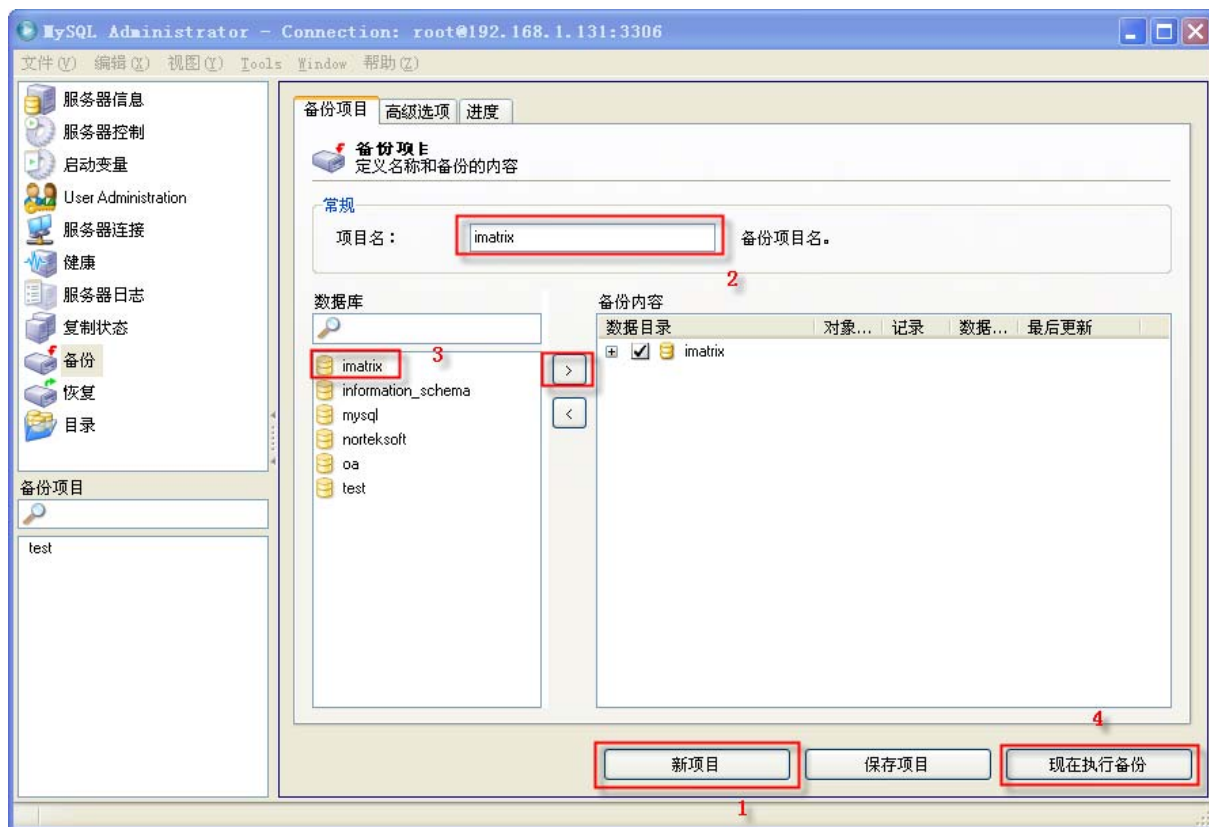 MySQL Administrator - Connection: root@192.168.1.131:3306
文件(V) 编辑(X) 视图(Y) Tools Window 帮助(Z)
服务器信息
服务器控制
启动变量
User Administration
服务器连接
健康
服务器日志
复制状态
备份
恢复
目录
备份项目
test
备份项目 高级选项 进度
备份项目
定义名称和备份的内容
常规
项目名： imatrix 备份项目名。
2
数据库
3
imatrix
information_schema
mysql
norteksoft
oa
test
>
<
备份内容
数据目录 对象... 记录 数据... 最后更新
imatrix
4
新项目 保存项目 现在执行备份
1